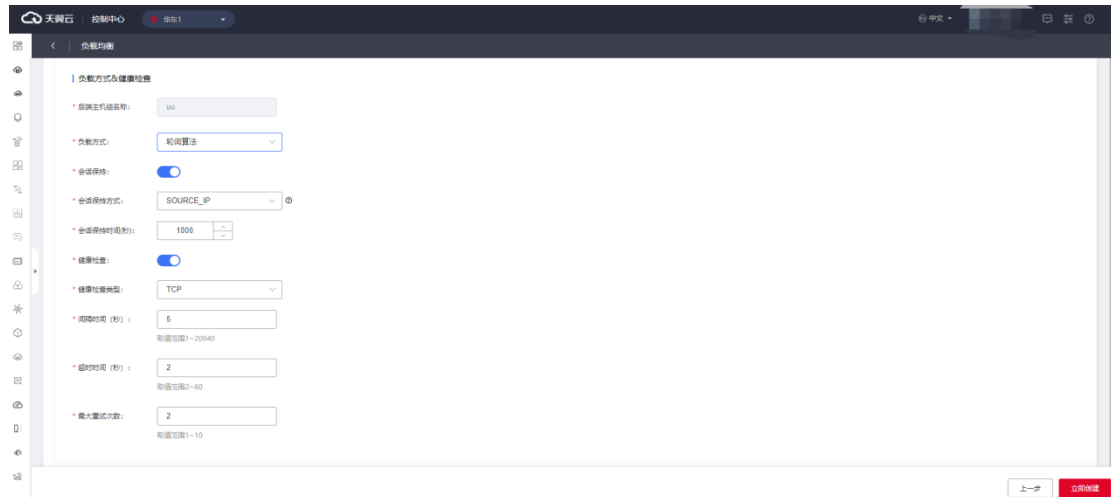 天翼云 控制中心 华东1 中文
负载均衡
负载方式&健康检查
* 后端主机组名称: uu
* 负载方式: 轮询算法
* 会话保持:
* 会话保持方式: SOURCE_IP
* 会话保持时间(秒): 1000
* 健康检查:
* 健康检查类型: TCP
* 间隔时间 (秒) : 5
取值范围1~20940
* 超时时间 (秒) : 2
取值范围2~60
* 最大重试次数: 2
取值范围1~10
上一步 立即创建